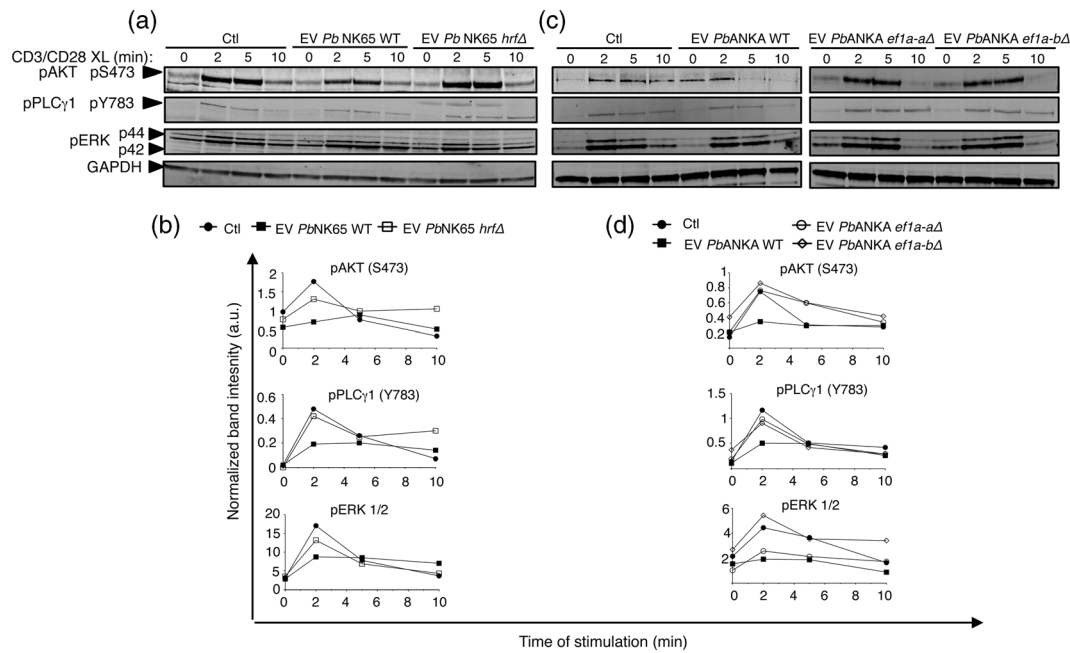 (a)
Ctl EV Pb NK65 WT EV Pb NK65 hrfΔ
CD3/CD28 XL (min): 0 2 5 10 0 2 5 10 0 2 5 10
pAKT pS473
pPLCγ1 pY783
pERK p44
p42
GAPDH
(c)
Ctl EV PbANKA WT EV PbANKA ef1a-aΔ EV PbANKA ef1a-bΔ
0 2 5 10 0 2 5 10 0 2 5 10 0 2 5 10
(b)
Ctl EV PbNK65 WT EV PbNK65 hrfΔ
pAKT (S473)
2
1.5
1
0.5
0
0 2 4 6 8 10
pPLCγ1 (Y783)
0.6
0.4
0.2
0
0 2 4 6 8 10
pERK 1/2
20
15
10
5
0
0 2 4 6 8 10
Normalized band intesnity (a.u.)
(d)
Ctl EV PbANKA ef1a-aΔ
EV PbANKA WT EV PbANKA ef1a-bΔ
pAKT (S473)
1
0.8
0.6
0.4
0.2
0 2 4 6 8 10
pPLCγ1 (Y783)
1.5
1
0.5
0 2 4 6 8 10
pERK 1/2
6
4
2
0 2 4 6 8 10
Time of stimulation (min)